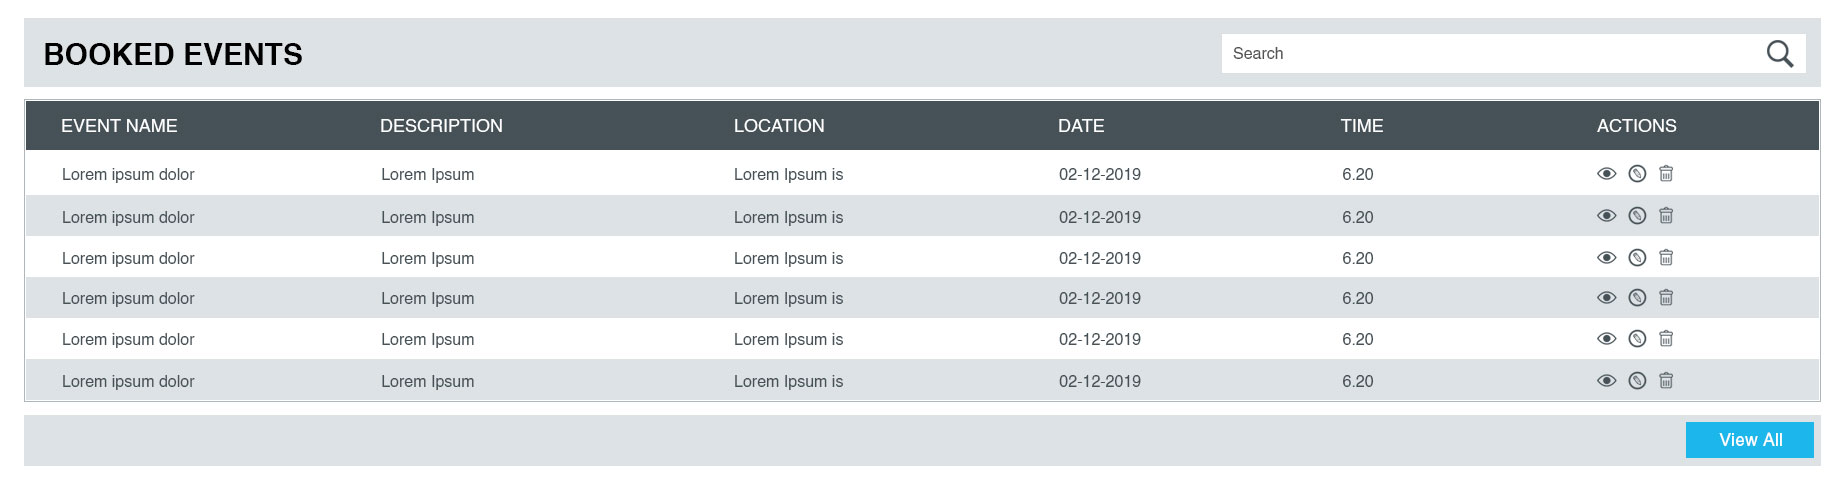 BOOKED EVENTS
Search
EVENT NAME DESCRIPTION LOCATION DATE TIME ACTIONS
Lorem ipsum dolor Lorem Ipsum Lorem Ipsum is 02-12-2019 6.20
Lorem ipsum dolor Lorem Ipsum Lorem Ipsum is 02-12-2019 6.20
Lorem ipsum dolor Lorem Ipsum Lorem Ipsum is 02-12-2019 6.20
Lorem ipsum dolor Lorem Ipsum Lorem Ipsum is 02-12-2019 6.20
Lorem ipsum dolor Lorem Ipsum Lorem Ipsum is 02-12-2019 6.20
Lorem ipsum dolor Lorem Ipsum Lorem Ipsum is 02-12-2019 6.20
View All